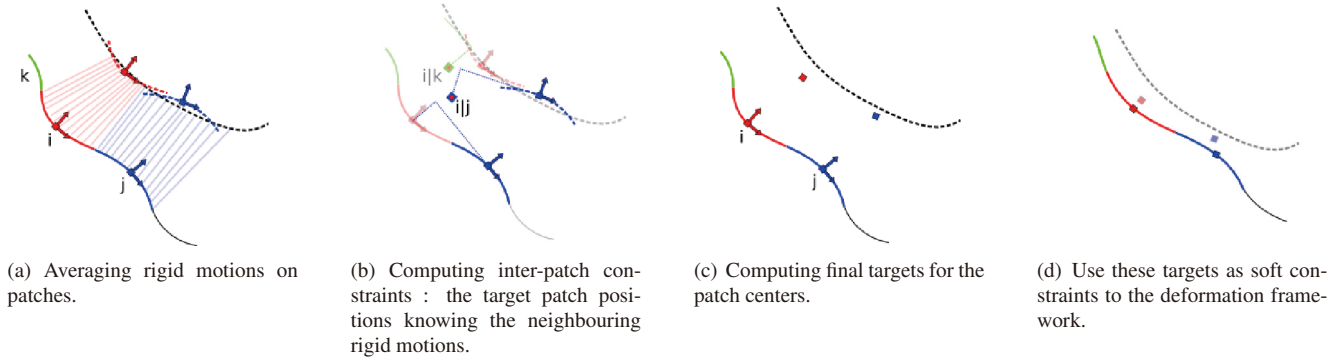 k
i
j
i|k
i|j
i
j
(a) Averaging rigid motions on
patches.
(b) Computing inter-patch con-
straints : the target patch posi-
tions knowing the neighbouring
rigid motions.
(c) Computing final targets for the
patch centers.
(d) Use these targets as soft con-
straints to the deformation frame-
work.